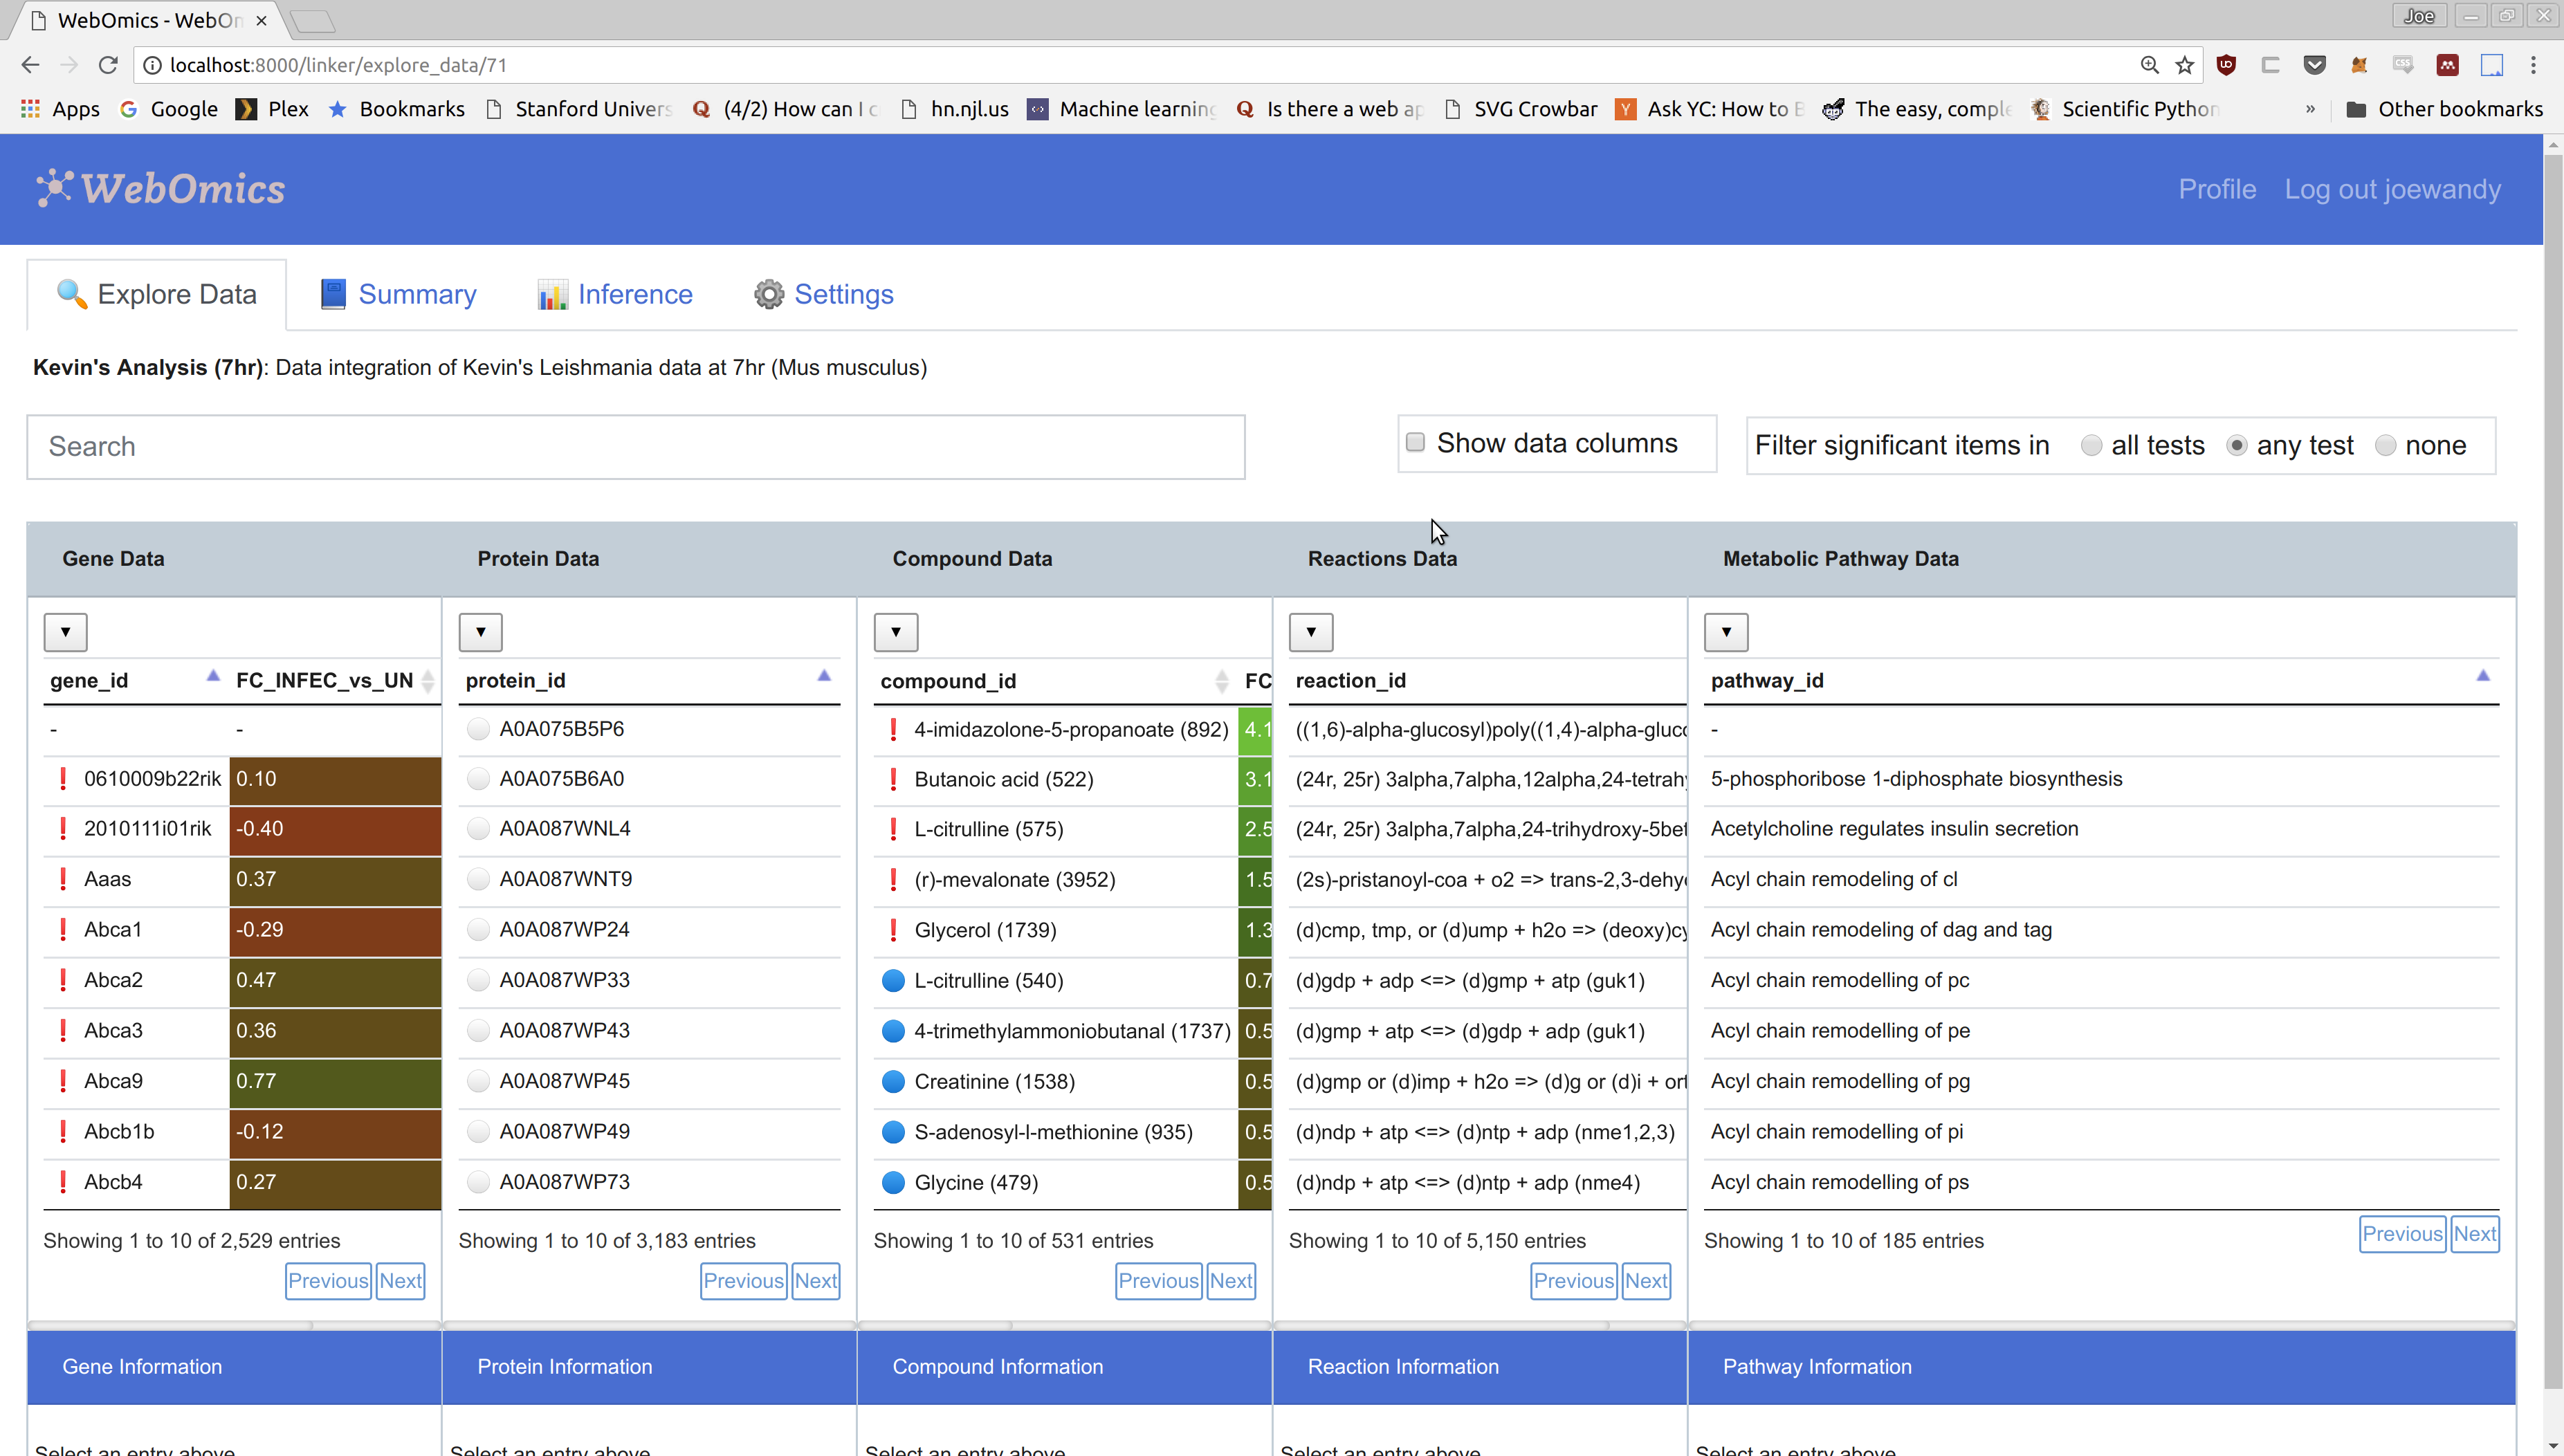 WebOmics - WebOm
Joe
localhost:8000/linker/explore_data/71
Apps Google Plex Bookmarks Stanford Univers (4/2) How can I c hn.njl.us Machine learning Is there a web ap SVG Crowbar Ask YC: How to B The easy, comple Scientific Python » Other bookmarks
WebOmics
Profile Log out joewandy
Explore Data Summary Inference Settings
Kevin's Analysis (7hr): Data integration of Kevin's Leishmania data at 7hr (Mus musculus)
Search
Show data columns
Filter significant items in all tests any test none
Gene Data Protein Data Compound Data Reactions Data Metabolic Pathway Data
gene_id FC_INFEC_vs_UN protein_id compound_id FC reaction_id pathway_id
- - A0A075B5P6 4-imidazolone-5-propanoate (892) 4.1 ((1,6)-alpha-glucosyl)poly((1,4)-alpha-gluco -
0610009b22rik 0.10 A0A075B6A0 Butanoic acid (522) 3.1 (24r, 25r) 3alpha,7alpha,12alpha,24-tetrahy 5-phosphoribose 1-diphosphate biosynthesis
2010111i01rik -0.40 A0A087WNL4 L-citrulline (575) 2.5 (24r, 25r) 3alpha,7alpha,24-trihydroxy-5bet Acetylcholine regulates insulin secretion
Aaas 0.37 A0A087WNT9 (r)-mevalonate (3952) 1.5 (2s)-pristanoyl-coa + o2 => trans-2,3-dehyd Acyl chain remodeling of cl
Abca1 -0.29 A0A087WP24 Glycerol (1739) 1.3 (d)cmp, tmp, or (d)ump + h2o => (deoxy)cy Acyl chain remodeling of dag and tag
Abca2 0.47 A0A087WP33 L-citrulline (540) 0.7 (d)gdp + adp <=> (d)gmp + atp (guk1) Acyl chain remodelling of pc
Abca3 0.36 A0A087WP43 4-trimethylammoniobutanal (1737) 0.5 (d)gmp + atp <=> (d)gdp + adp (guk1) Acyl chain remodelling of pe
Abca9 0.77 A0A087WP45 Creatinine (1538) 0.5 (d)gmp or (d)imp + h2o => (d)g or (d)i + ort Acyl chain remodelling of pg
Abcb1b -0.12 A0A087WP49 S-adenosyl-l-methionine (935) 0.5 (d)ndp + atp <=> (d)ntp + adp (nme1,2,3) Acyl chain remodelling of pi
Abcb4 0.27 A0A087WP73 Glycine (479) 0.5 (d)ndp + atp <=> (d)ntp + adp (nme4) Acyl chain remodelling of ps
Showing 1 to 10 of 2,529 entries Showing 1 to 10 of 3,183 entries Showing 1 to 10 of 531 entries Showing 1 to 10 of 5,150 entries Showing 1 to 10 of 185 entries Previous Next
Previous Next Previous Next Previous Next Previous Next
Gene Information Protein Information Compound Information Reaction Information Pathway Information
Select an entry above Select an entry above Select an entry above Select an entry above Select an entry above